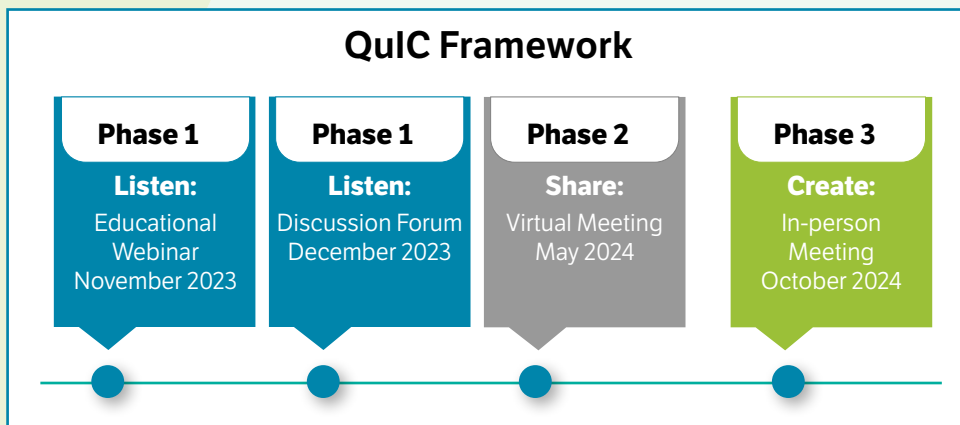 QuIC Framework
Phase 1
Listen:
Educational
Webinar
November 2023
Phase 1
Listen:
Discussion Forum
December 2023
Phase 2
Share:
Virtual Meeting
May 2024
Phase 3
Create:
In-person
Meeting
October 2024